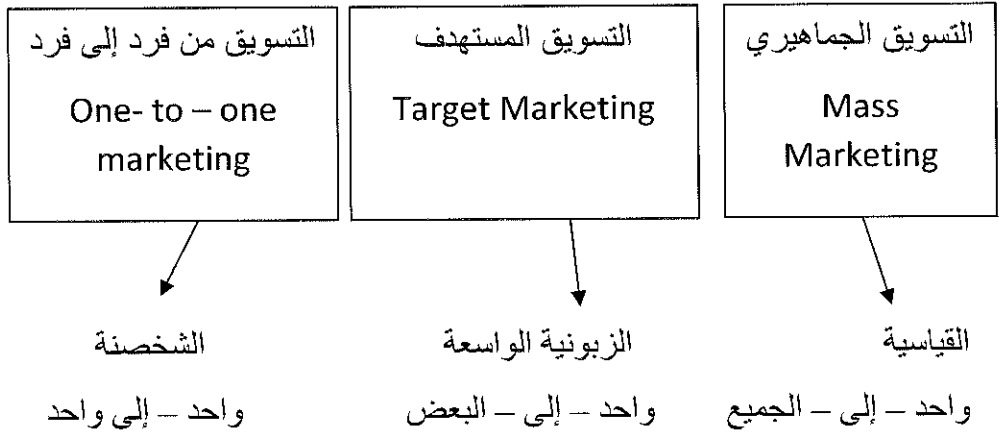 التسويق الجماهيري
Mass
Marketing
التسويق المستهدف
Target Marketing
التسويق من فرد إلى فرد
One- to – one
marketing
القياسية
واحد – إلى – الجميع
الزبونية الواسعة
واحد – إلى – البعض
الشخصنة
واحد – إلى واحد